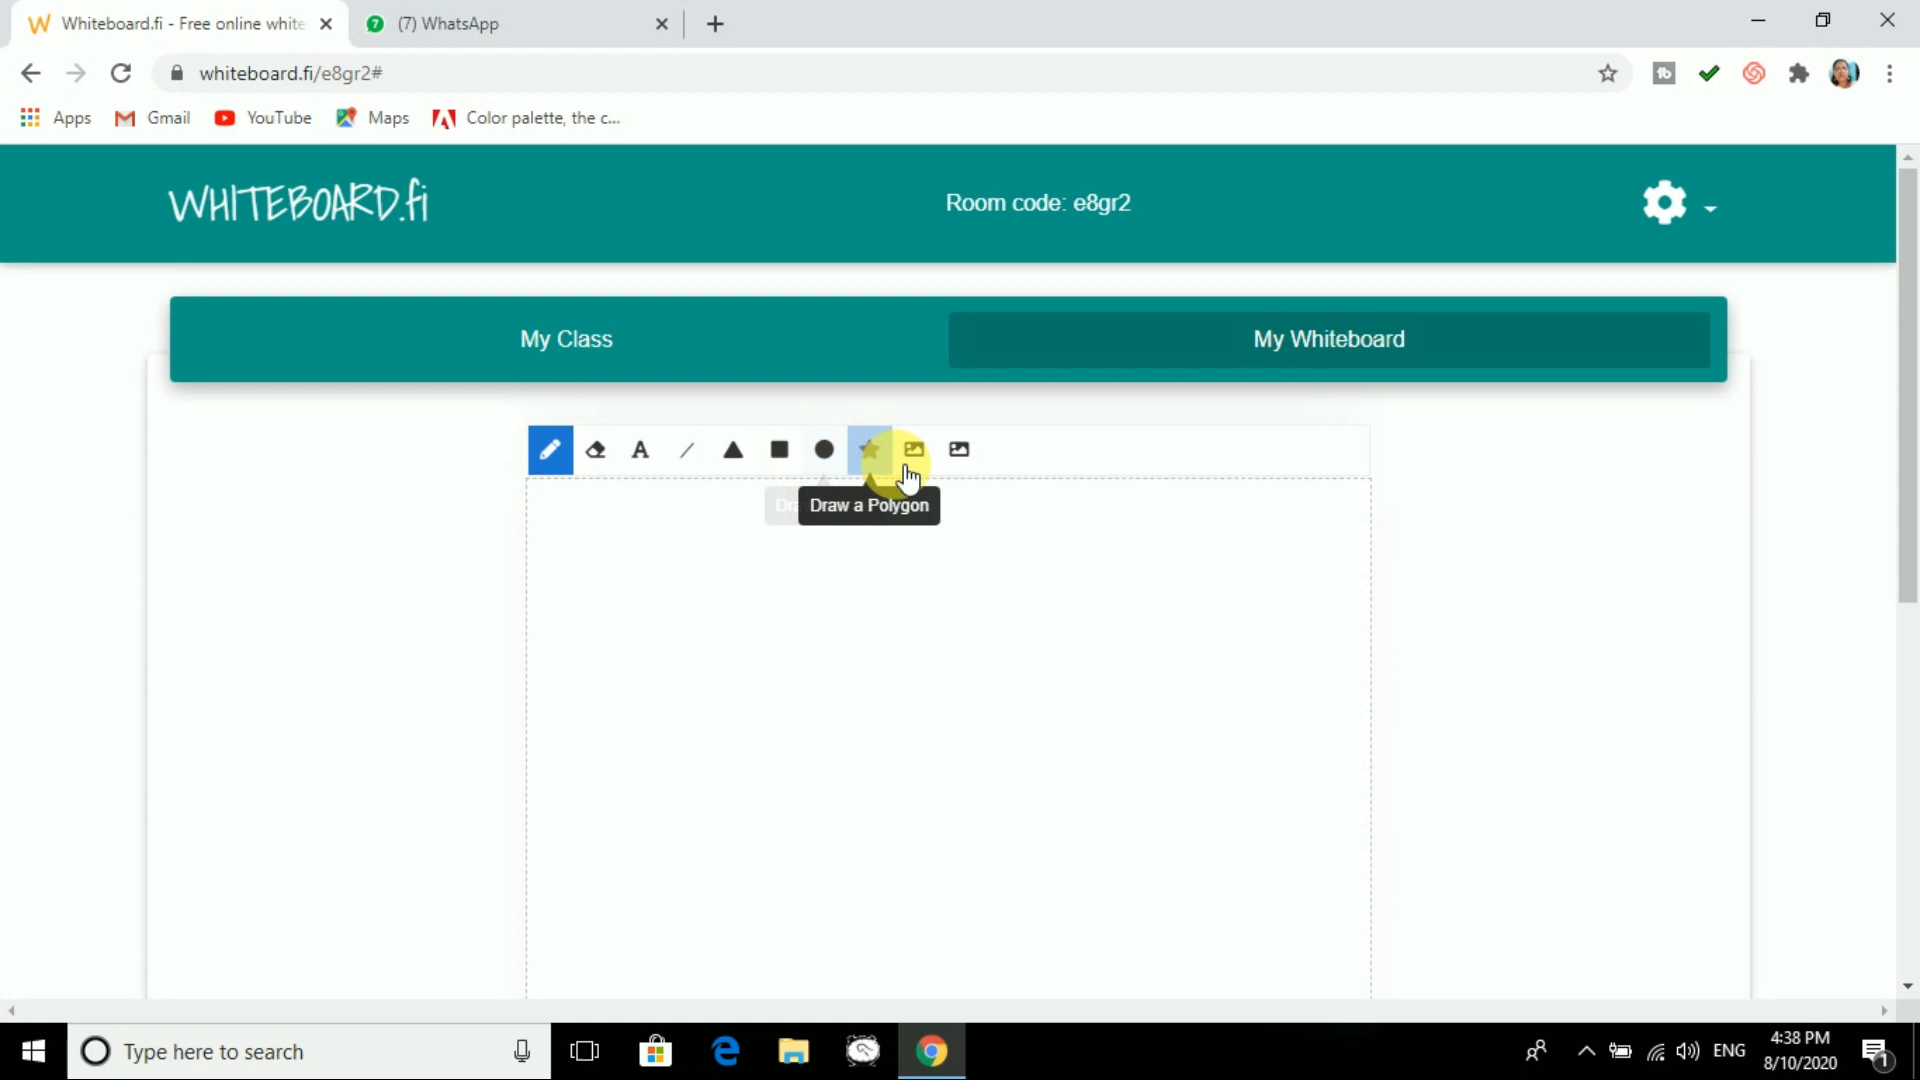 Whiteboard.fi - Free online white
7 (7) WhatsApp
whiteboard.fi/e8gr2#
Apps Gmail YouTube Maps Color palette, the c...
WHITEBOARD.fi
Room code: e8gr2
My Class
My Whiteboard
A
Draw a Polygon
Type here to search
ENG
4:38 PM
8/10/2020
1